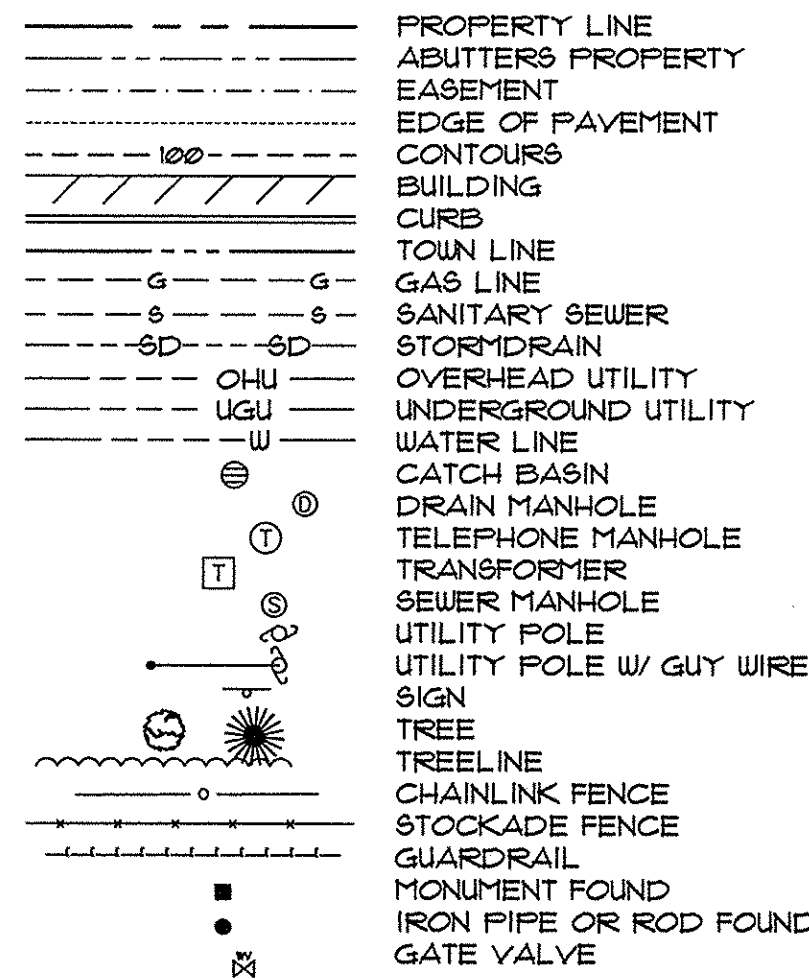 PROPERTY LINE
ABUTTERS PROPERTY
EASEMENT
EDGE OF PAVEMENT
100 CONTOURS
BUILDING
CURB
TOWN LINE
G G GAS LINE
S S SANITARY SEWER
SD SD STORMDRAIN
OHU OVERHEAD UTILITY
UGU UNDERGROUND UTILITY
W WATER LINE
CATCH BASIN
D DRAIN MANHOLE
T TELEPHONE MANHOLE
T TRANSFORMER
S SEWER MANHOLE
UTILITY POLE
UTILITY POLE W/ GUY WIRE
SIGN
TREE
TREELINE
CHAINLINK FENCE
STOCKADE FENCE
GUARDRAIL
MONUMENT FOUND
IRON PIPE OR ROD FOUND
WV GATE VALVE